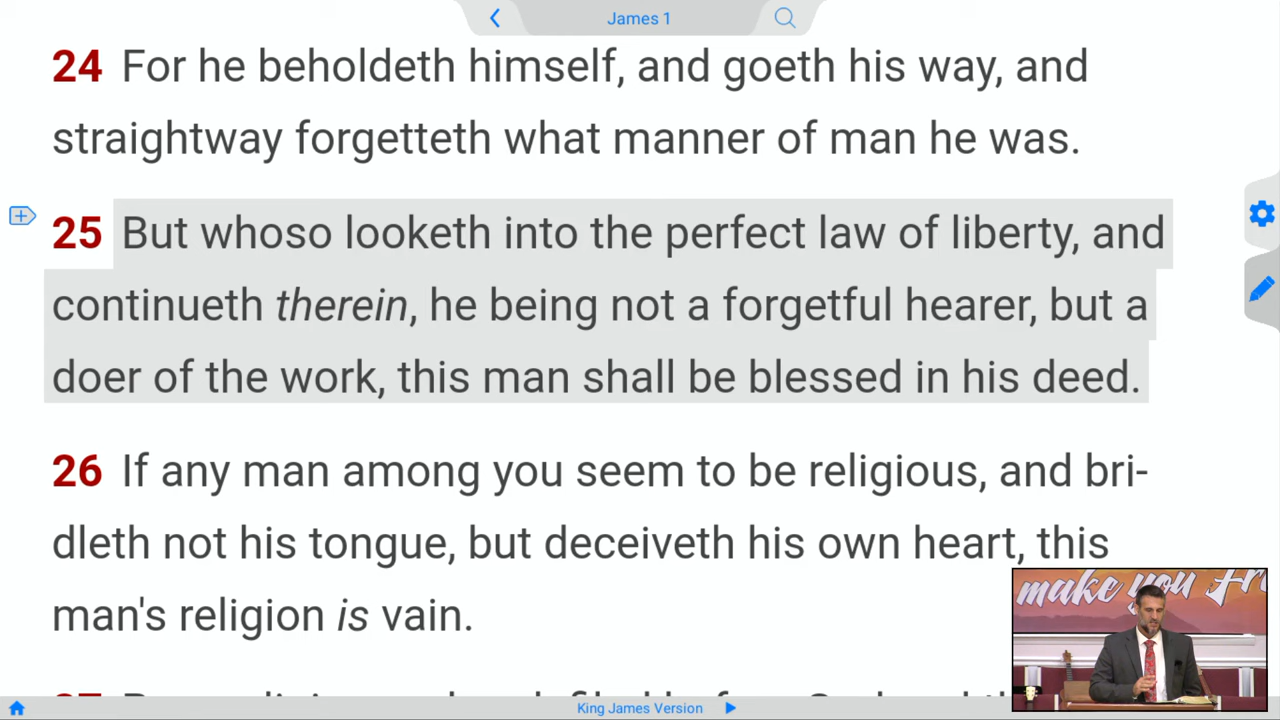 James 1
24 For he beholdeth himself, and goeth his way, and
straightway forgetteth what manner of man he was.
25 But whoso looketh into the perfect law of liberty, and
continueth therein, he being not a forgetful hearer, but a
doer of the work, this man shall be blessed in his deed.
26 If any man among you seem to be religious, and bri-
dleth not his tongue, but deceiveth his own heart, this
man's religion is vain.
make you Fr
King James Version